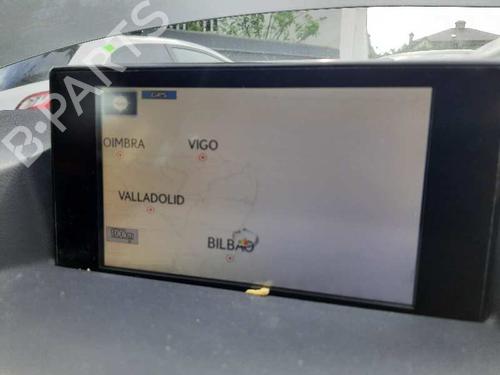 B-PARTS
GPS
OIMBRA
VIGO
VALLADOLID
100km
BILBAO